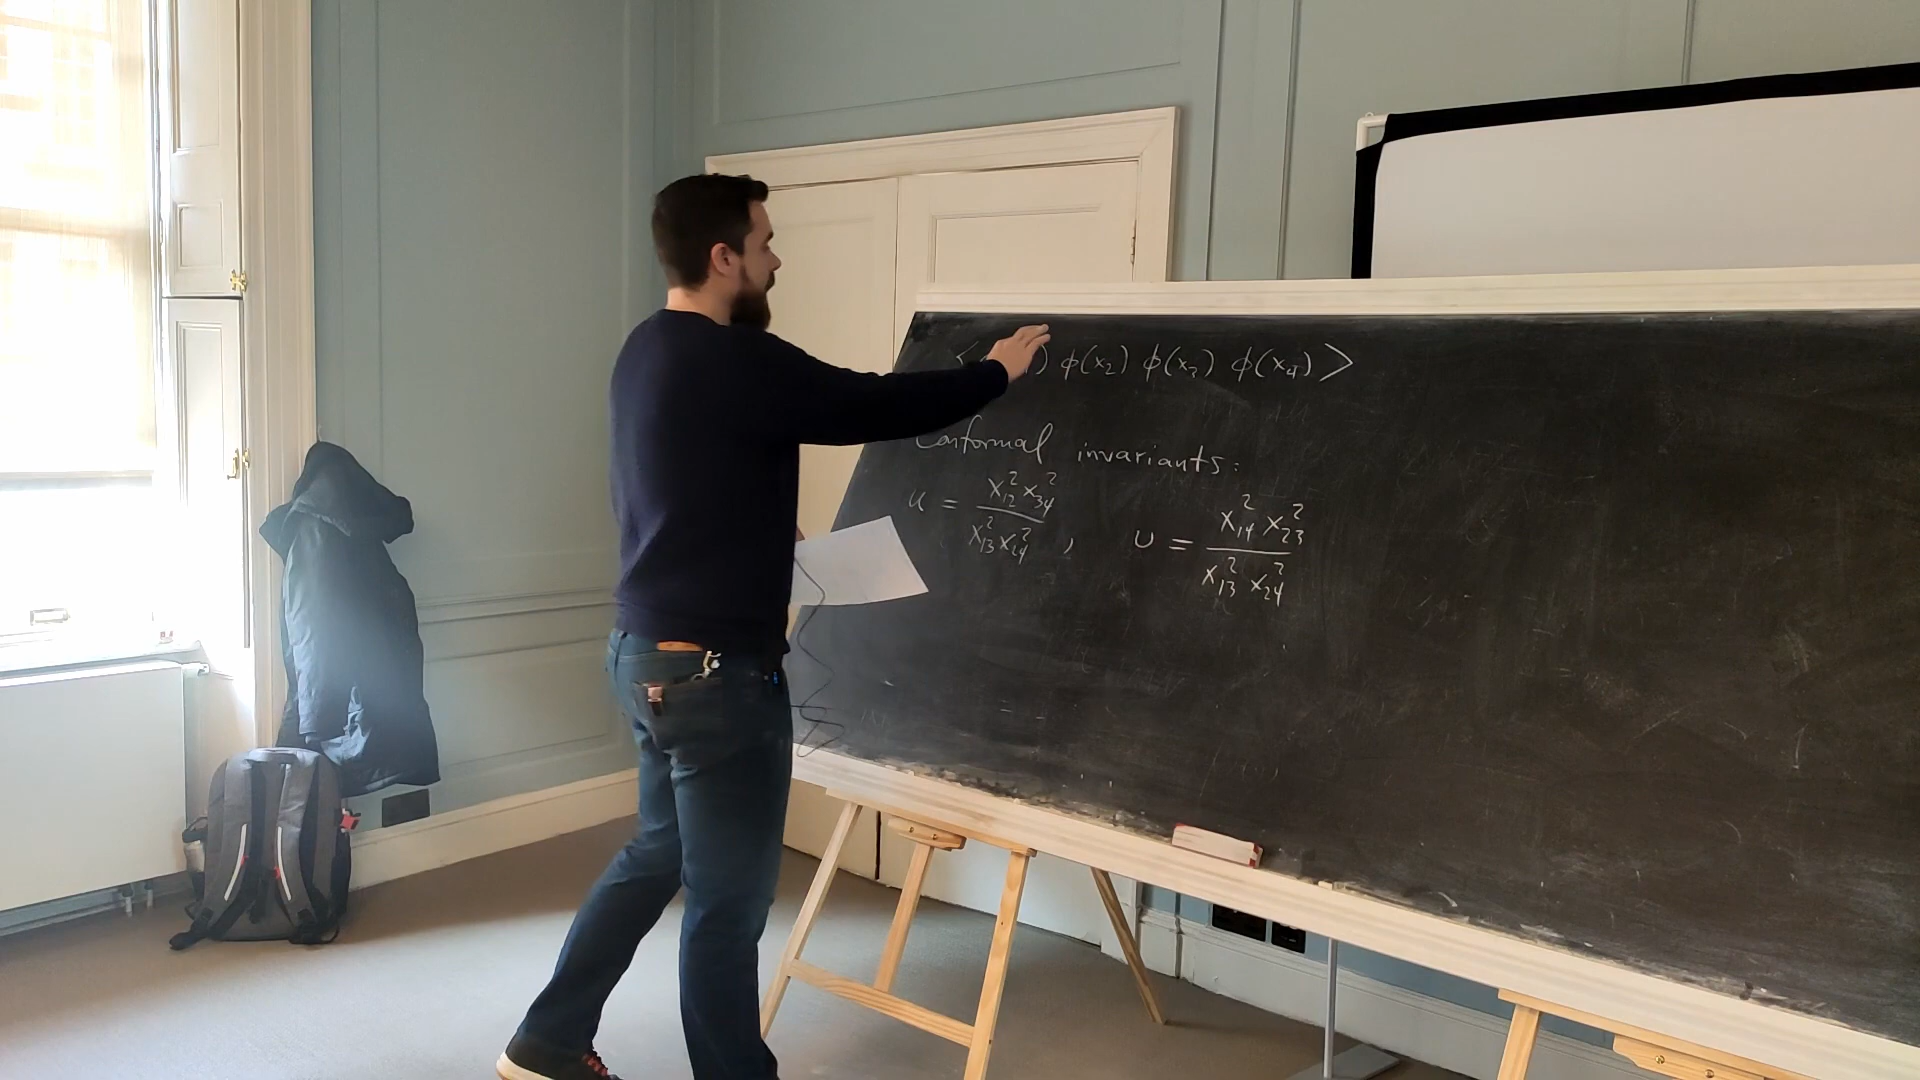 < ) ϕ(x₂) ϕ(x₃) ϕ(x₄) >
Conformal invariants:
u = x₁₂² x₃₄² / x₁₃² x₂₄² , υ = x₁₄² x₂₃² / x₁₃² x₂₄²